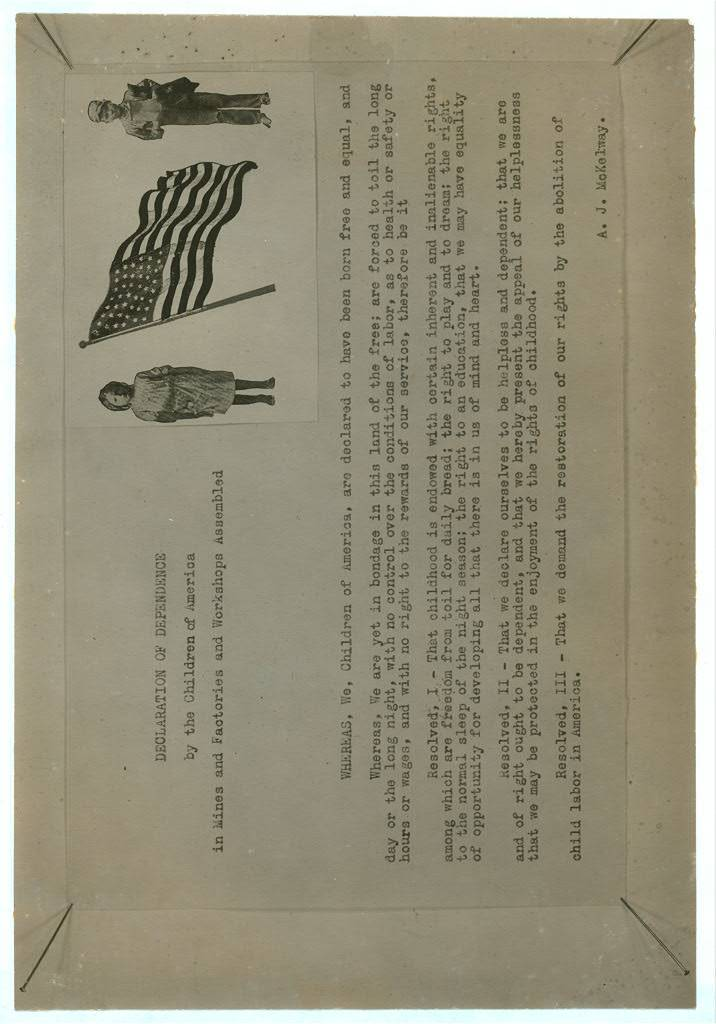 DECLARATION OF DEPENDENCE
by the Children of America
in Mines and Factories and Workshops Assembled
WHEREAS, We, Children of America, are declared to have been born free and equal, and
Whereas, We are yet in bondage in this land of the free; are forced to toil the long
day or the long night, with no control over the conditions of labor, as to health or safety or
hours or wages, and with no right to the rewards of our service, therefore be it
Resolved, I - That childhood is endowed with certain inherent and inalienable rights,
among which are freedom from toil for daily bread; the right to play and to dream; the right
to the normal sleep of the night season; the right to an education, that we may have equality
of opportunity for developing all that there is in us of mind and heart.
Resolved, II - That we declare ourselves to be helpless and dependent; that we are
and of right ought to be dependent, and that we hereby present the appeal of our helplessness
that we may be protected in the enjoyment of the rights of childhood.
Resolved, III - That we demand the restoration of our rights by the abolition of
child labor in America.
A. J. McKelway.